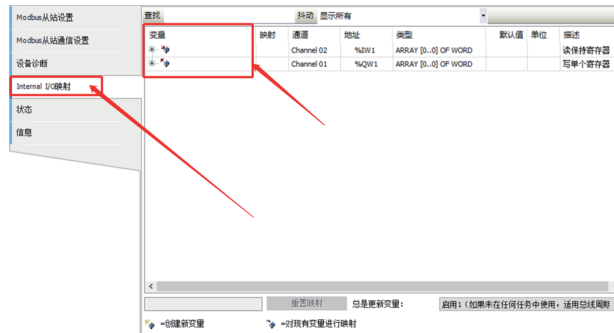 Modbus从站设置
Modbus从站通信设置
设备诊断
Internal I/O映射
状态
信息
查找 抖动 显示所有
变量 映射 通道 地址 类型 默认值 单位 描述
Channel 02 %IW1 ARRAY [0..0] OF WORD 读保持寄存器
Channel 01 %QW1 ARRAY [0..0] OF WORD 写单个寄存器
重置映射 总是更新变量: 启用1 (如果未在任何任务中使用,适用总线周期
=创建新变量 =对现有变量进行映射